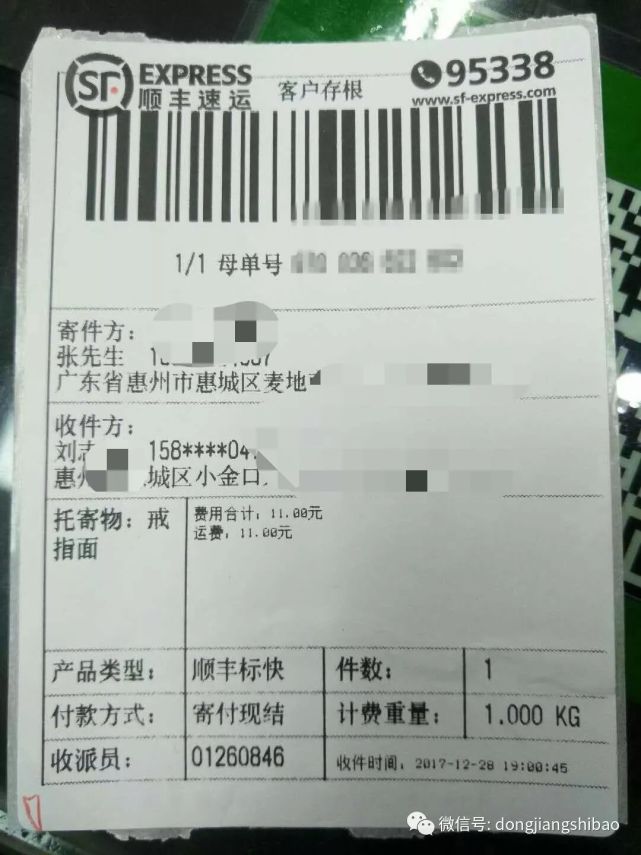 SF EXPRESS
顺丰速运
客户存根
95338
www.sf-express.com
1/1 母单号
寄件方：
张先生
广东省惠州市惠城区麦地
收件方：
刘志 158****04
惠州 城区小金口
托寄物：戒
指面
费用合计：11.00元
运费：11.00元
产品类型： 顺丰标快 件数： 1
付款方式： 寄付现结 计费重量： 1.000 KG
收派员： 01260846 收件时间：2017-12-28 19:00:45
微信号: dongjiangshibao